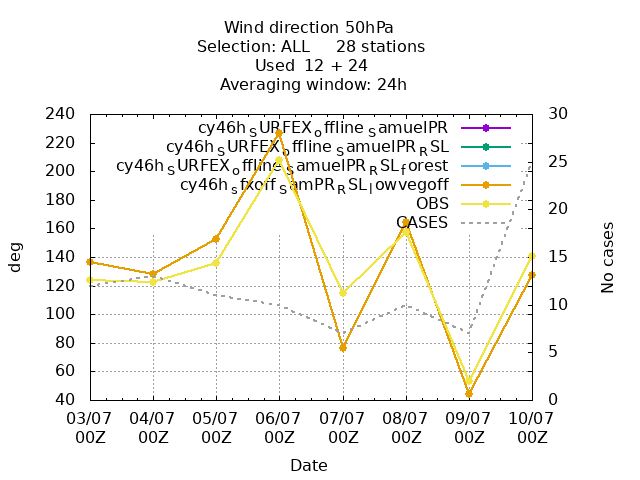 Wind direction 50hPa
Selection: ALL 28 stations
Used 12 + 24
Averaging window: 24h
240 30
cy46h_SURFEX_offline_SamuelPR
220
cy46h_SURFEX_offline_SamuelPR_RSL
200 25
cy46h_SURFEX_offline_SamuelPR_RSL_forest
180
cy46h_sfxoff_SamPR_RSL_lowvegoff
OBS
160 20
CASES
140 15
120
100 10
80
60 5
40 0
deg
No cases
03/07 04/07 05/07 06/07 07/07 08/07 09/07 10/07
00Z 00Z 00Z 00Z 00Z 00Z 00Z 00Z
Date